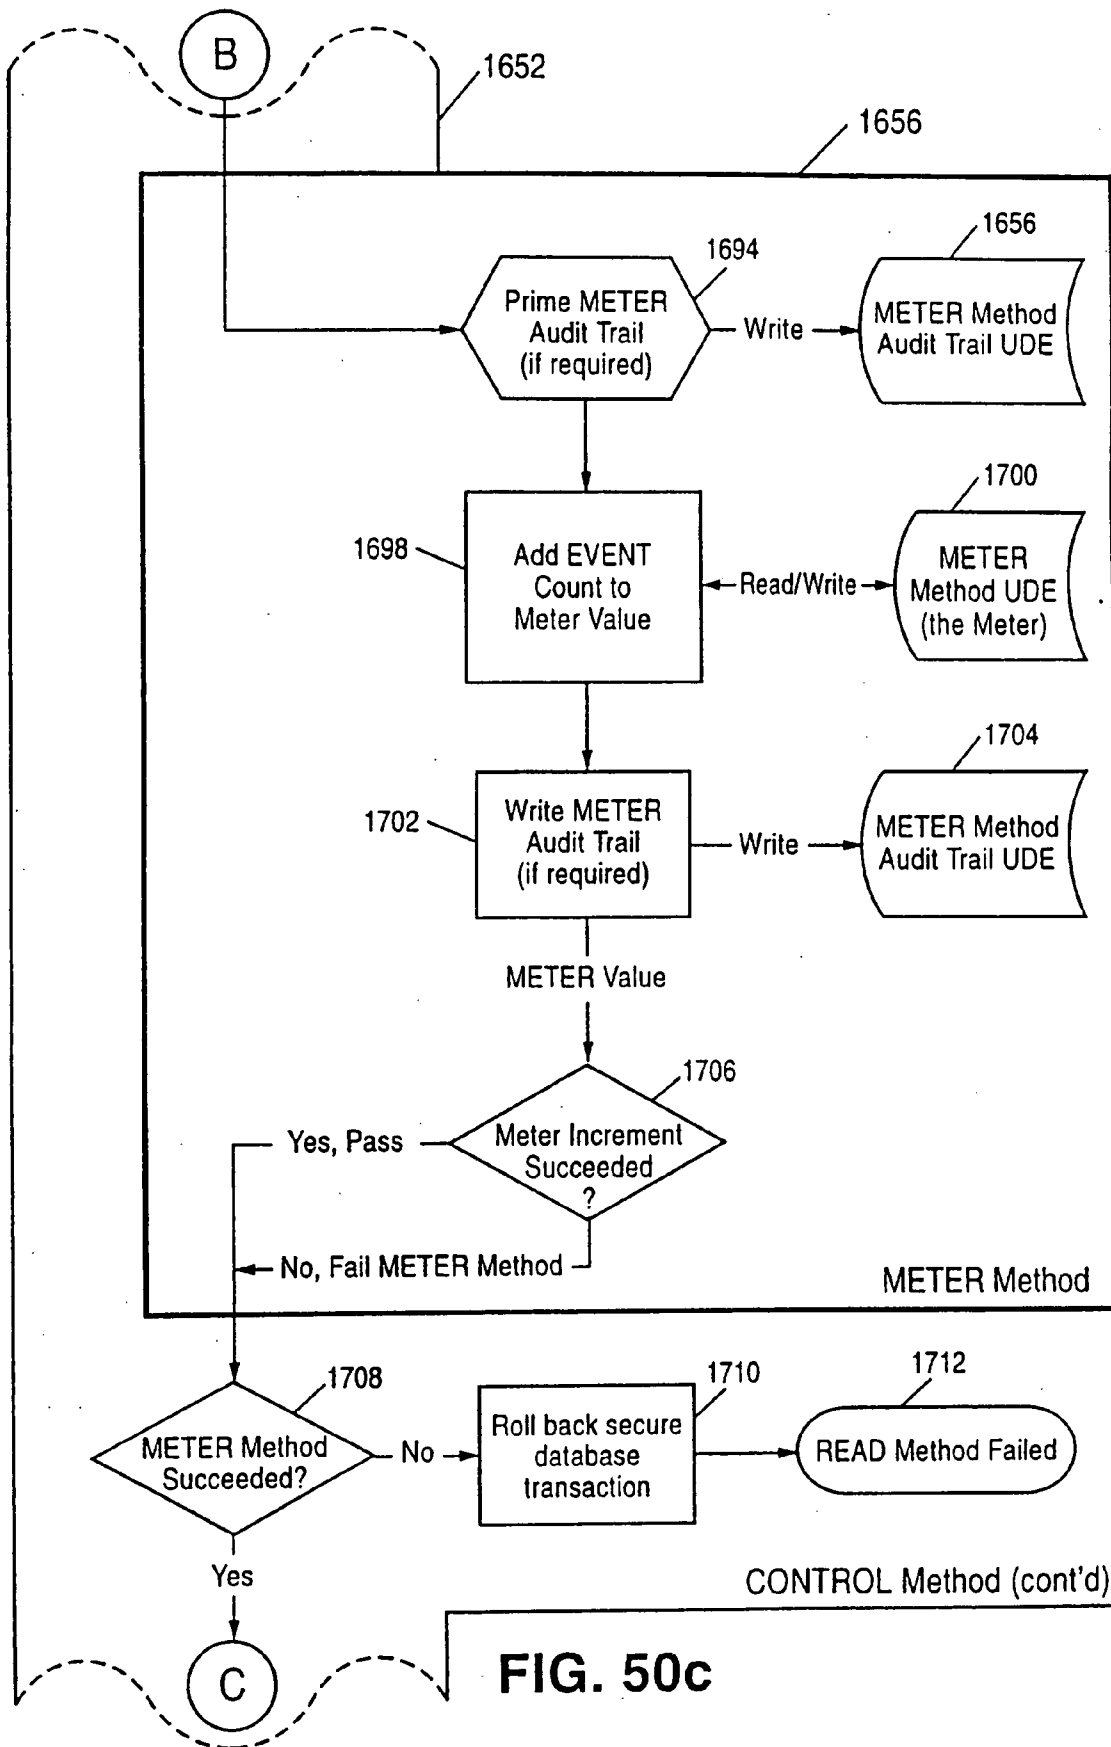 B
1652
1656
1656
1694
Prime METER
Audit Trail
(if required)
Write
METER Method
Audit Trail UDE
1700
1698
Add EVENT
Count to
Meter Value
Read/Write
METER
Method UDE
(the Meter)
1704
1702
Write METER
Audit Trail
(if required)
Write
METER Method
Audit Trail UDE
METER Value
1706
Yes, Pass
Meter Increment
Succeeded
?
No, Fail METER Method
METER Method
1708
1710
1712
METER Method
Succeeded?
No
Roll back secure
database
transaction
READ Method Failed
Yes
CONTROL Method (cont'd)
C
FIG. 50c